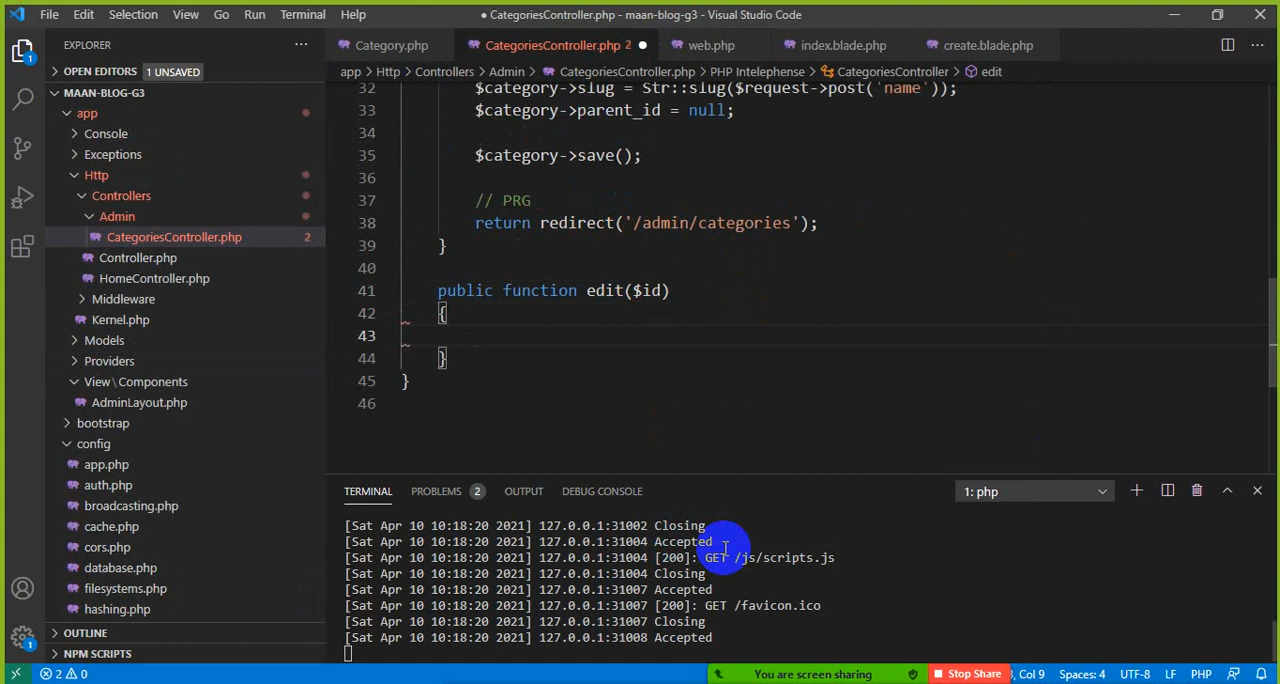 File Edit Selection View Go Run Terminal Help
● CategoriesController.php - maan-blog-g3 - Visual Studio Code
EXPLORER ...
Category.php CategoriesController.php 2 ● web.php index.blade.php create.blade.php
OPEN EDITORS 1 UNSAVED
app > Http > Controllers > Admin > CategoriesController.php > PHP Intelephense > CategoriesController > edit
MAAN-BLOG-G3
app
Console
Exceptions
Http
Controllers
Admin
CategoriesController.php 2
Controller.php
HomeController.php
Middleware
Kernel.php
Models
Providers
View\Components
AdminLayout.php
bootstrap
config
app.php
auth.php
broadcasting.php
cache.php
cors.php
database.php
filesystems.php
hashing.php
OUTLINE
NPM SCRIPTS
32 $category->slug = Str::slug($request->post('name'));
33 $category->parent_id = null;
34
35 $category->save();
36
37 // PRG
38 return redirect('/admin/categories');
39 }
40
41 public function edit($id)
42 {
43
44 }
45 }
46
TERMINAL PROBLEMS 2 OUTPUT DEBUG CONSOLE 1: php
[Sat Apr 10 10:18:20 2021] 127.0.0.1:31002 Closing
[Sat Apr 10 10:18:20 2021] 127.0.0.1:31004 Accepted
[Sat Apr 10 10:18:20 2021] 127.0.0.1:31004 [200]: GET /js/scripts.js
[Sat Apr 10 10:18:20 2021] 127.0.0.1:31004 Closing
[Sat Apr 10 10:18:20 2021] 127.0.0.1:31007 Accepted
[Sat Apr 10 10:18:20 2021] 127.0.0.1:31007 [200]: GET /favicon.ico
[Sat Apr 10 10:18:20 2021] 127.0.0.1:31007 Closing
[Sat Apr 10 10:18:20 2021] 127.0.0.1:31008 Accepted
2 0 You are screen sharing Stop Share , Col 9 Spaces: 4 UTF-8 LF PHP